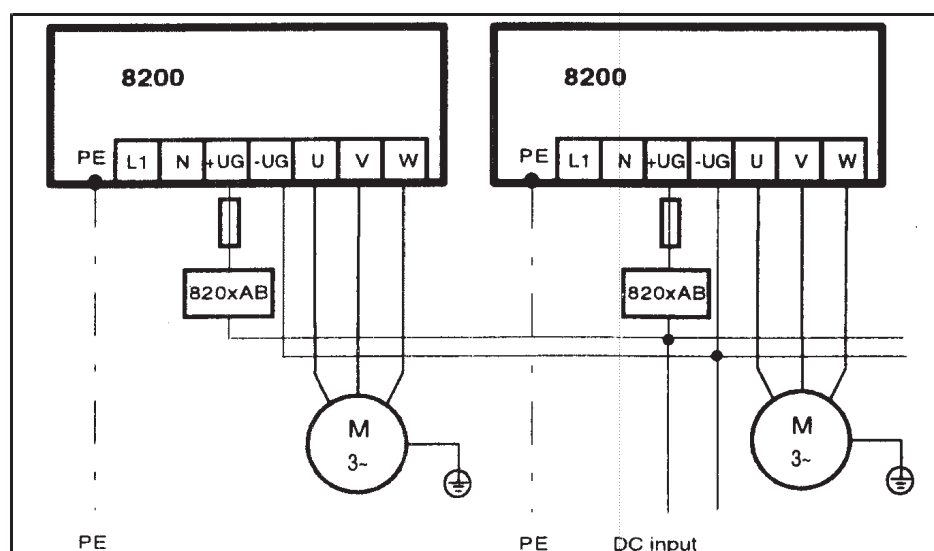 8200 8200
PE L1 N +UG -UG U V W PE L1 N +UG -UG U V W
820xAB 820xAB
M M
3~ 3~
PE PE DC input